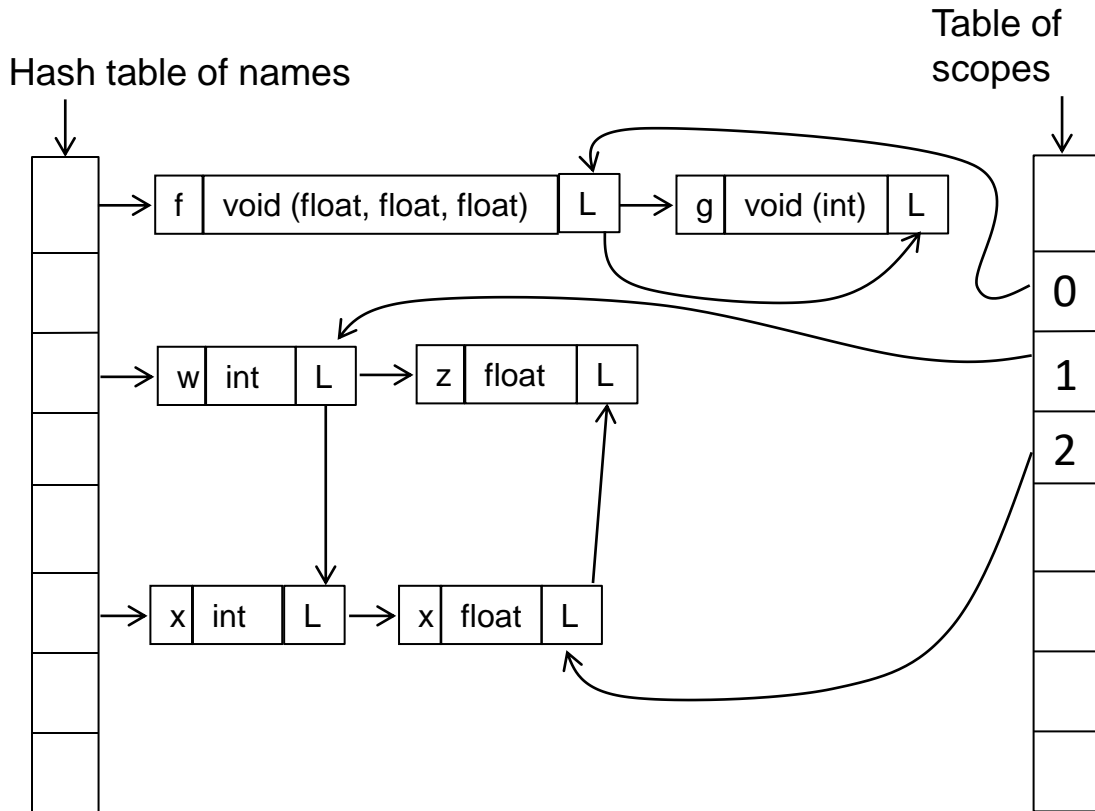 Table of
scopes
Hash table of names
f void (float, float, float) L g void (int) L
0
w int L z float L 1
2
x int L x float L